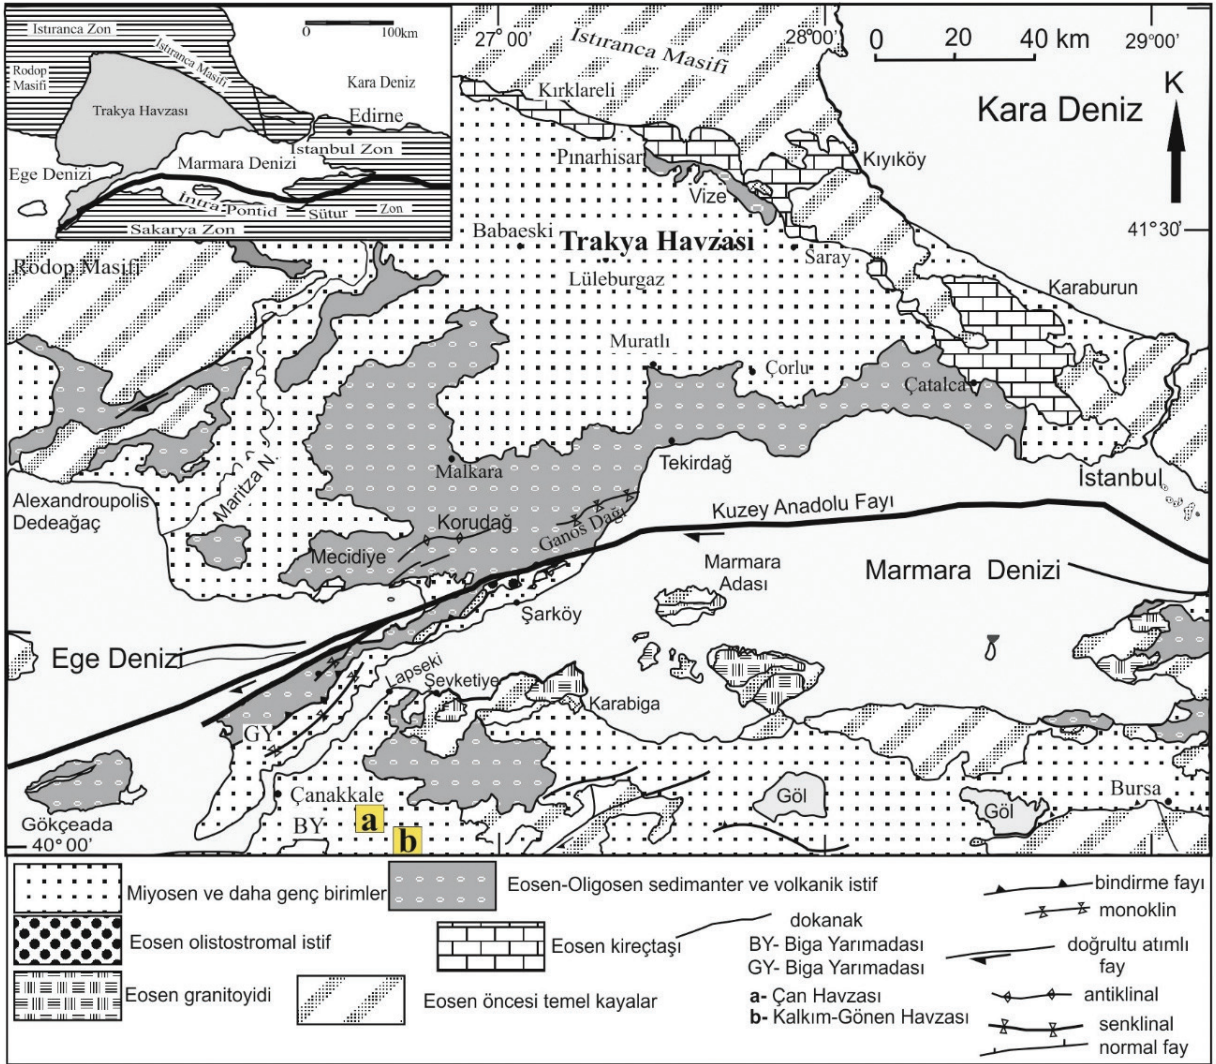 Istıranca Zon
0 100km
Istıranca Masifi
Rodop
Masifi
Kara Deniz
Trakya Havzası
Edirne
İstanbul Zon
Marmara Denizi
Ege Denizi
İntra-Pontid Sütur Zon
Sakarya Zon
27° 00'
28° 00'
29° 00'
0 20 40 km
K
Istıranca Masifi
Kırklareli
Kara Deniz
Pınarhisar
Kıyıköy
Vize
41° 30'
Babaeski
Trakya Havzası
Saray
Rodop Masifi
Lüleburgaz
Karaburun
Muratlı
Çorlu
Çatalca
Malkara
Tekirdağ
İstanbul
Maritza N.
Alexandroupolis
Dedeağaç
Korudağ
Ganos Dağı
Kuzey Anadolu Fayı
Mecidiye
Marmara
Adası
Marmara Denizi
Şarköy
Ege Denizi
Lapseki
Şevketiye
Karabiga
GY
Çanakkale
Göl
Göl
Bursa
Gökçeada
BY
a
b
40° 00'
Miyosen ve daha genç birimler
Eosen-Oligosen sedimanter ve volkanik istif
bindirme fayı
monoklin
Eosen olistostromal istif
Eosen kireçtaşı
dokanak
BY- Biga Yarımadası
GY- Biga Yarımadası
doğrultu atımlı
fay
Eosen granitoyidi
Eosen öncesi temel kayalar
a- Çan Havzası
b- Kalkım-Gönen Havzası
antiklinal
senklinal
normal fay